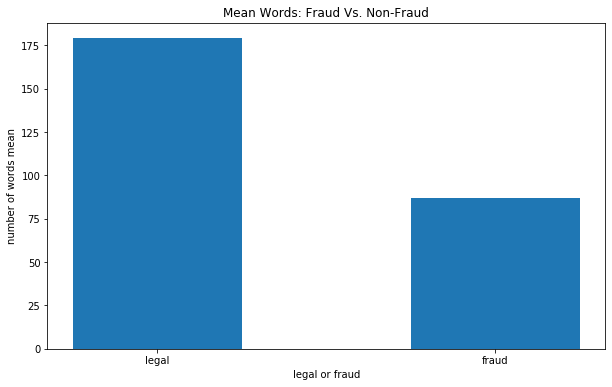 Mean Words: Fraud Vs. Non-Fraud
number of words mean
175
150
125
100
75
50
25
0
legal
fraud
legal or fraud